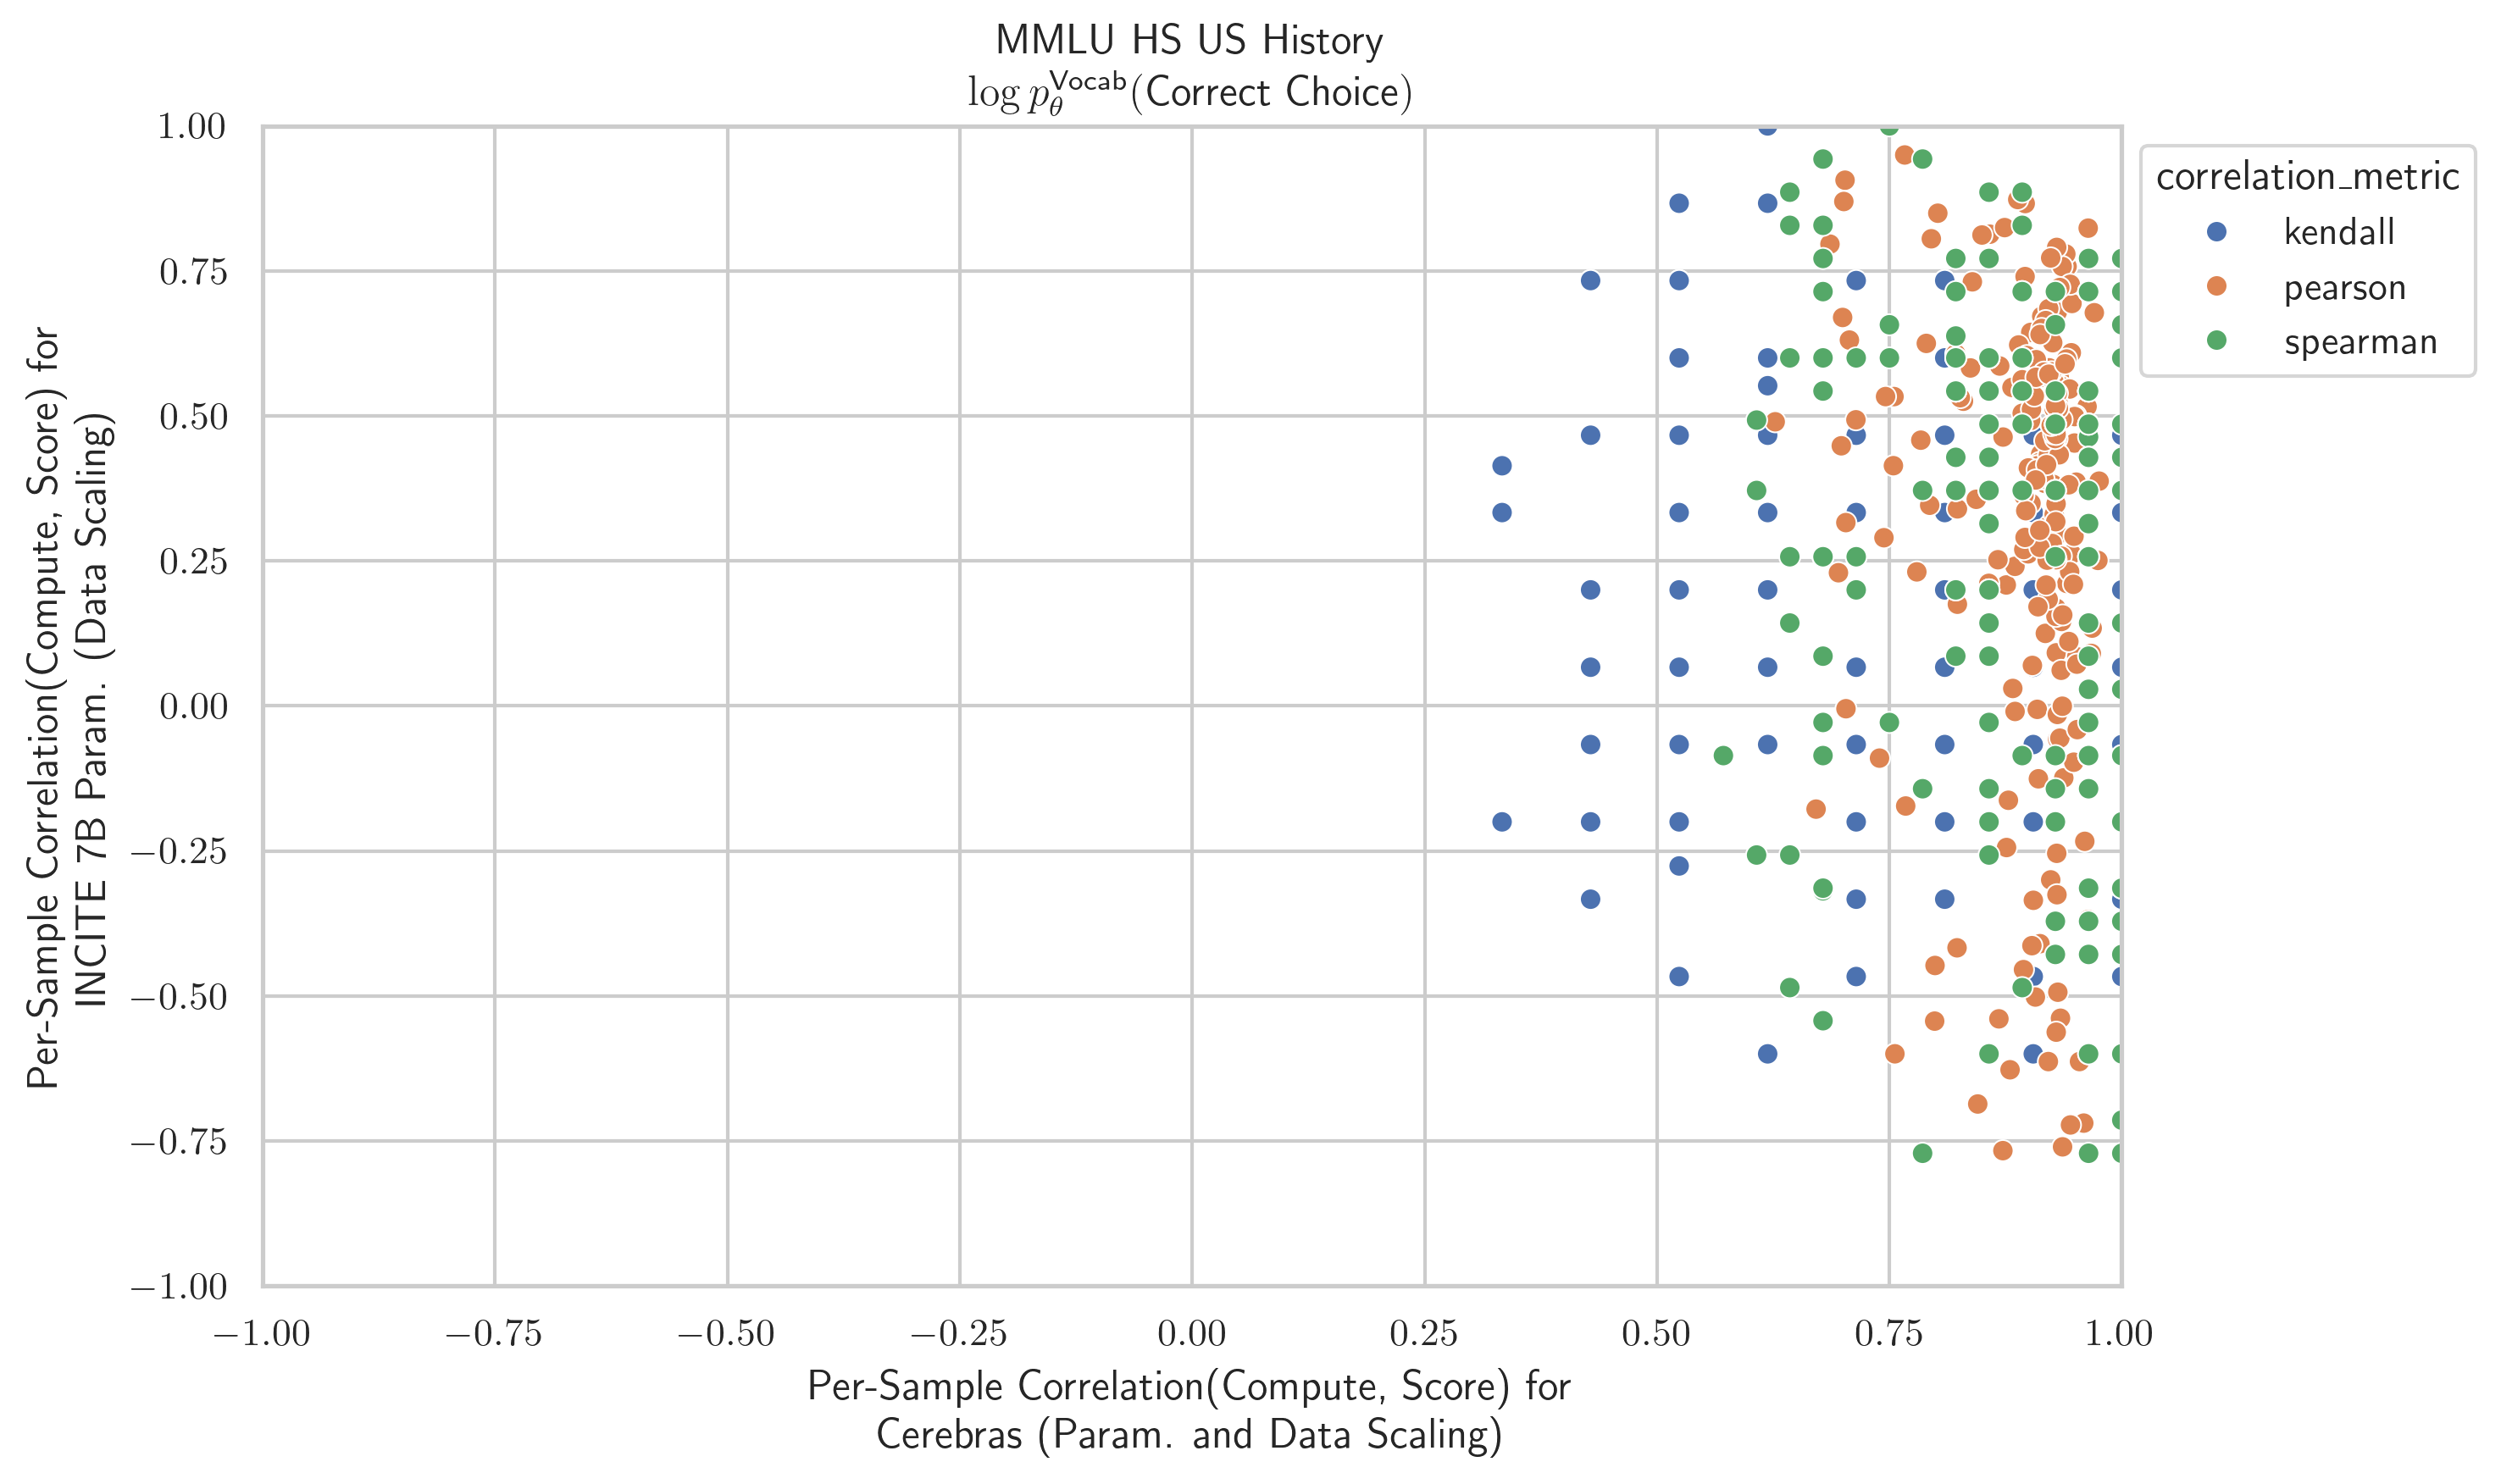 MMLU HS US History
log p_θ^Vocab(Correct Choice)
Per-Sample Correlation(Compute, Score) for
INCITE 7B Param. (Data Scaling)
1.00
0.75
0.50
0.25
0.00
−0.25
−0.50
−0.75
−1.00
−1.00 −0.75 −0.50 −0.25 0.00 0.25 0.50 0.75 1.00
Per-Sample Correlation(Compute, Score) for
Cerebras (Param. and Data Scaling)
correlation_metric
kendall
pearson
spearman